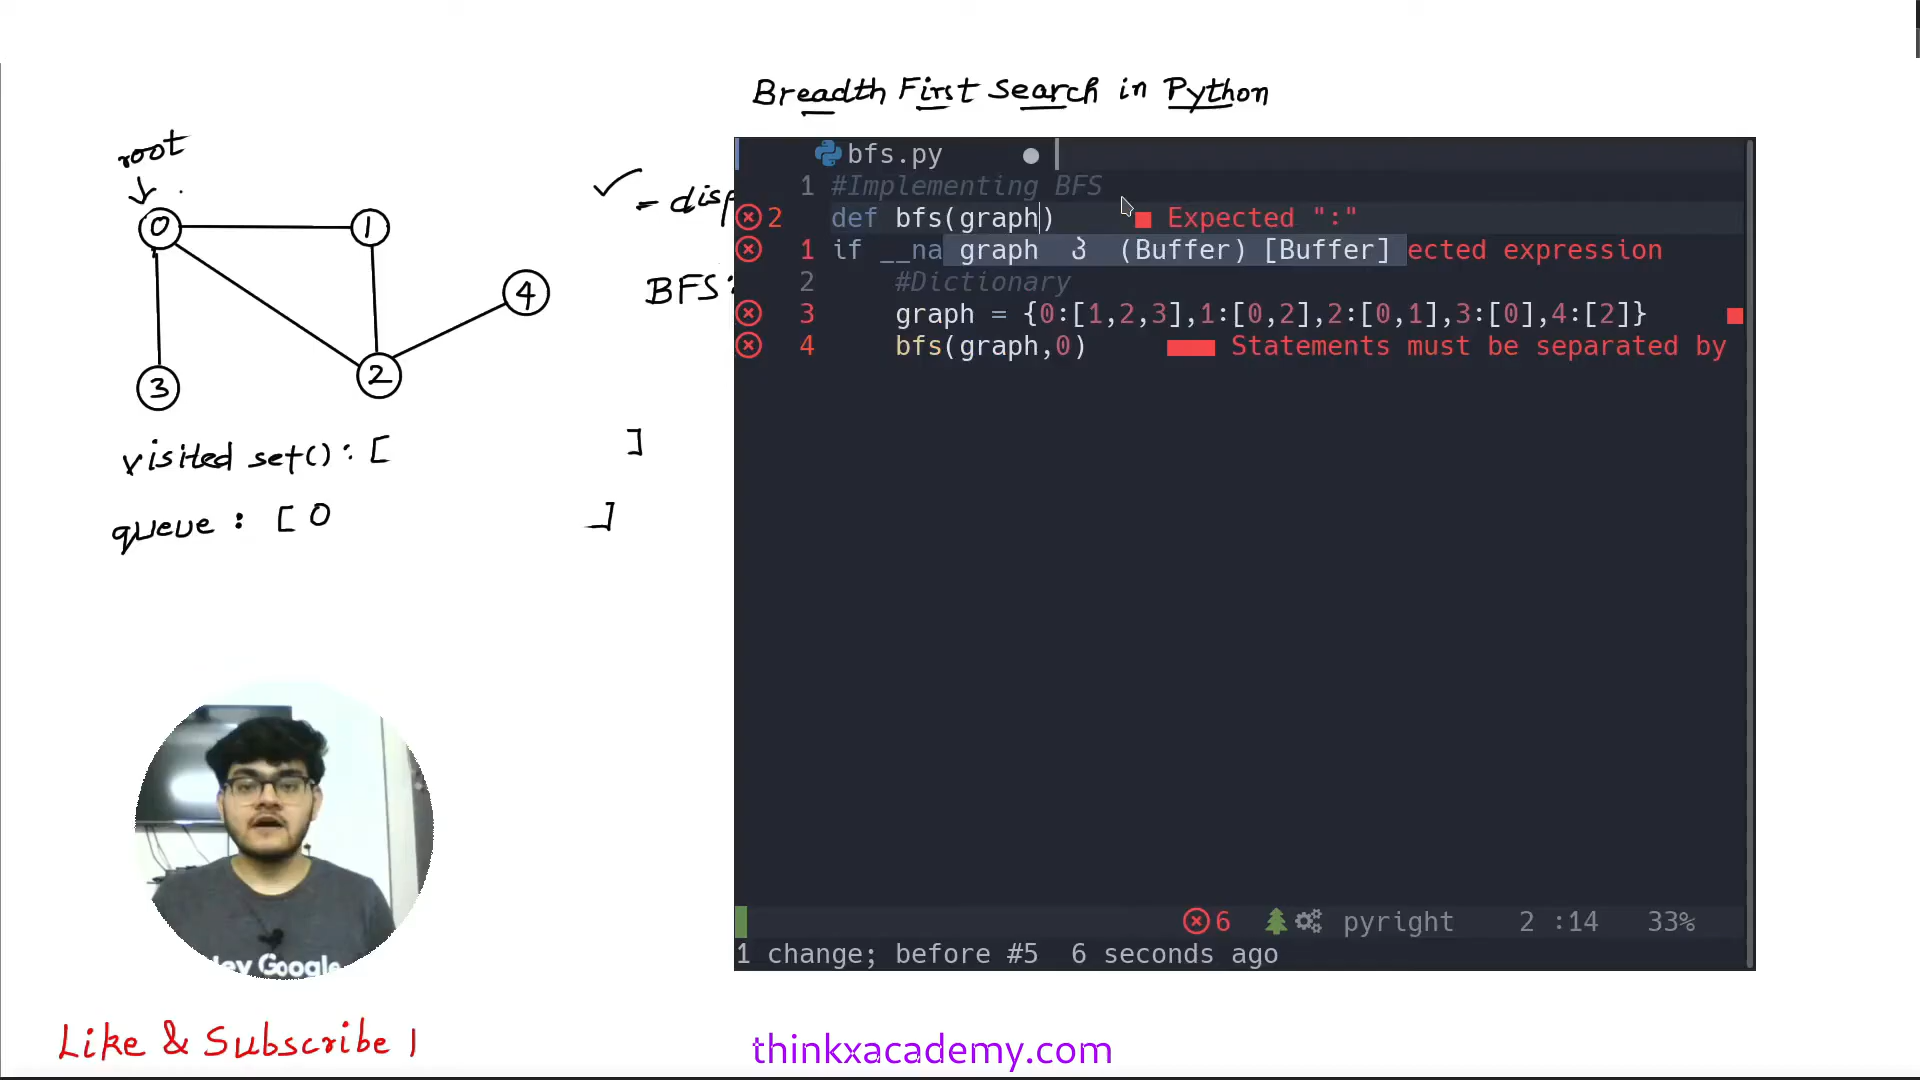 Breadth First Search in Python
root
0
1
4
3
2
= disp
BFS:
visited set() : [ ]
queue : [ 0 ]
bfs.py
1 #Implementing BFS
2 def bfs(graph) Expected ":"
1 if __na graph 3 (Buffer) [Buffer] ected expression
2 #Dictionary
3 graph = {0:[1,2,3],1:[0,2],2:[0,1],3:[0],4:[2]}
4 bfs(graph,0) Statements must be separated by
6 pyright 2 :14 33%
1 change; before #5 6 seconds ago
ey Google
Like & Subscribe !
thinkxacademy.com